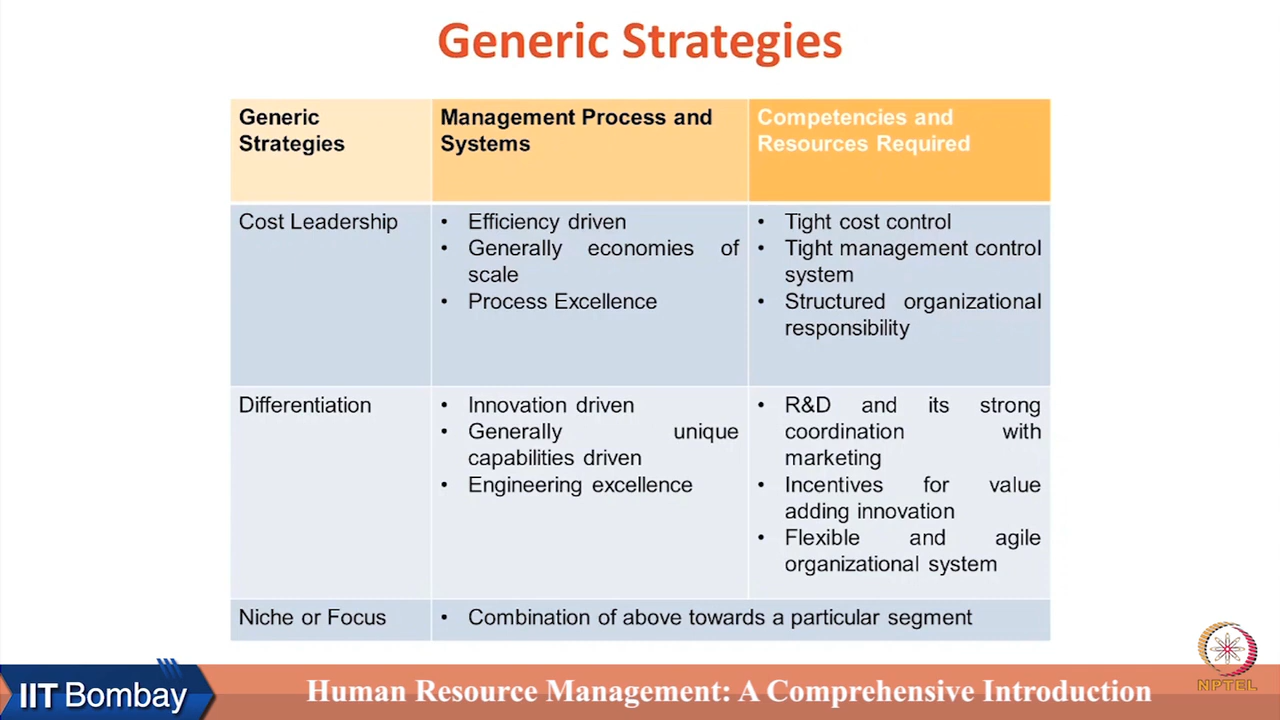 Generic Strategies
Generic
Strategies
Management Process and
Systems
Competencies and
Resources Required
Cost Leadership
• Efficiency driven
• Generally economies of
scale
• Process Excellence
• Tight cost control
• Tight management control
system
• Structured organizational
responsibility
Differentiation
• Innovation driven
• Generally unique
capabilities driven
• Engineering excellence
• R&D and its strong
coordination with
marketing
• Incentives for value
adding innovation
• Flexible and agile
organizational system
Niche or Focus
• Combination of above towards a particular segment
IIT Bombay
Human Resource Management: A Comprehensive Introduction
NPTEL